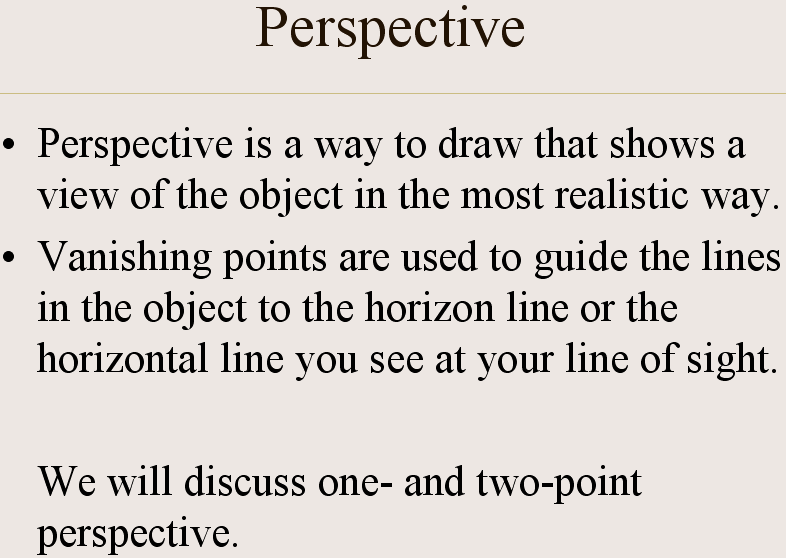 Perspective
• Perspective is a way to draw that shows a
view of the object in the most realistic way.
• Vanishing points are used to guide the lines
in the object to the horizon line or the
horizontal line you see at your line of sight.
We will discuss one- and two-point
perspective.